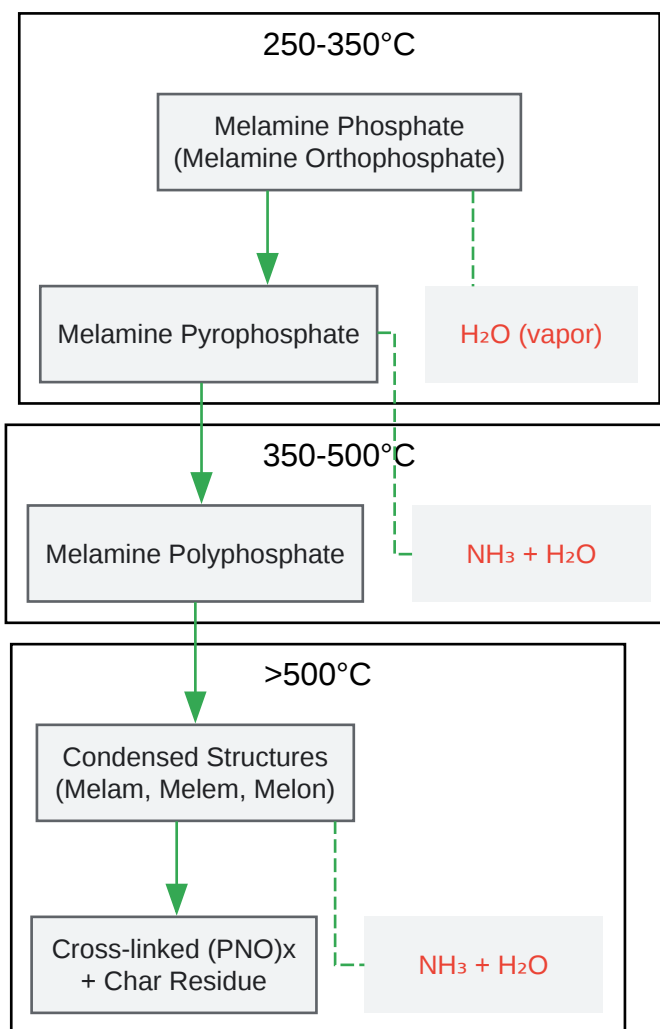 250-350°C
Melamine Phosphate
(Melamine Orthophosphate)
Melamine Pyrophosphate
H₂O (vapor)
350-500°C
Melamine Polyphosphate
NH₃ + H₂O
>500°C
Condensed Structures
(Melam, Melem, Melon)
Cross-linked (PNO)x
+ Char Residue
NH₃ + H₂O